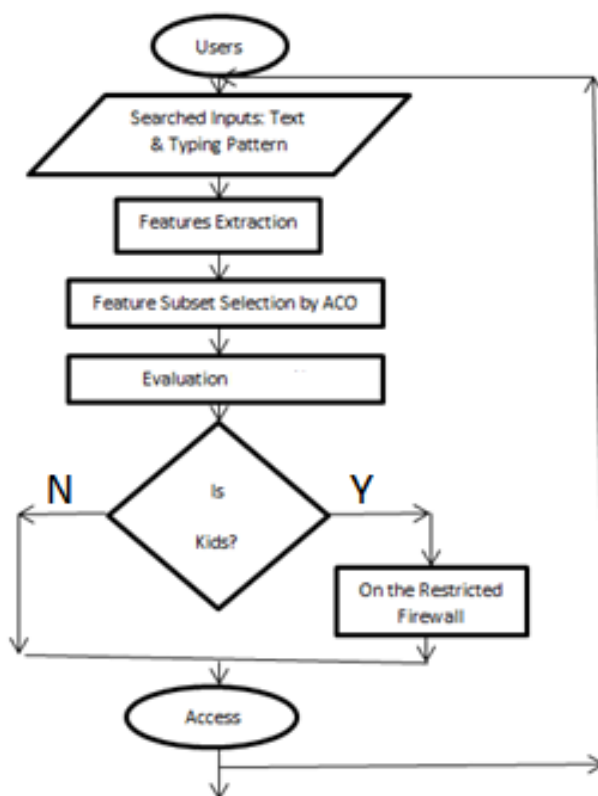 Users
Searched Inputs: Text
& Typing Pattern
Features Extraction
Feature Subset Selection by ACO
Evaluation
N
Is
Y
Kids?
On the Restricted
Firewall
Access